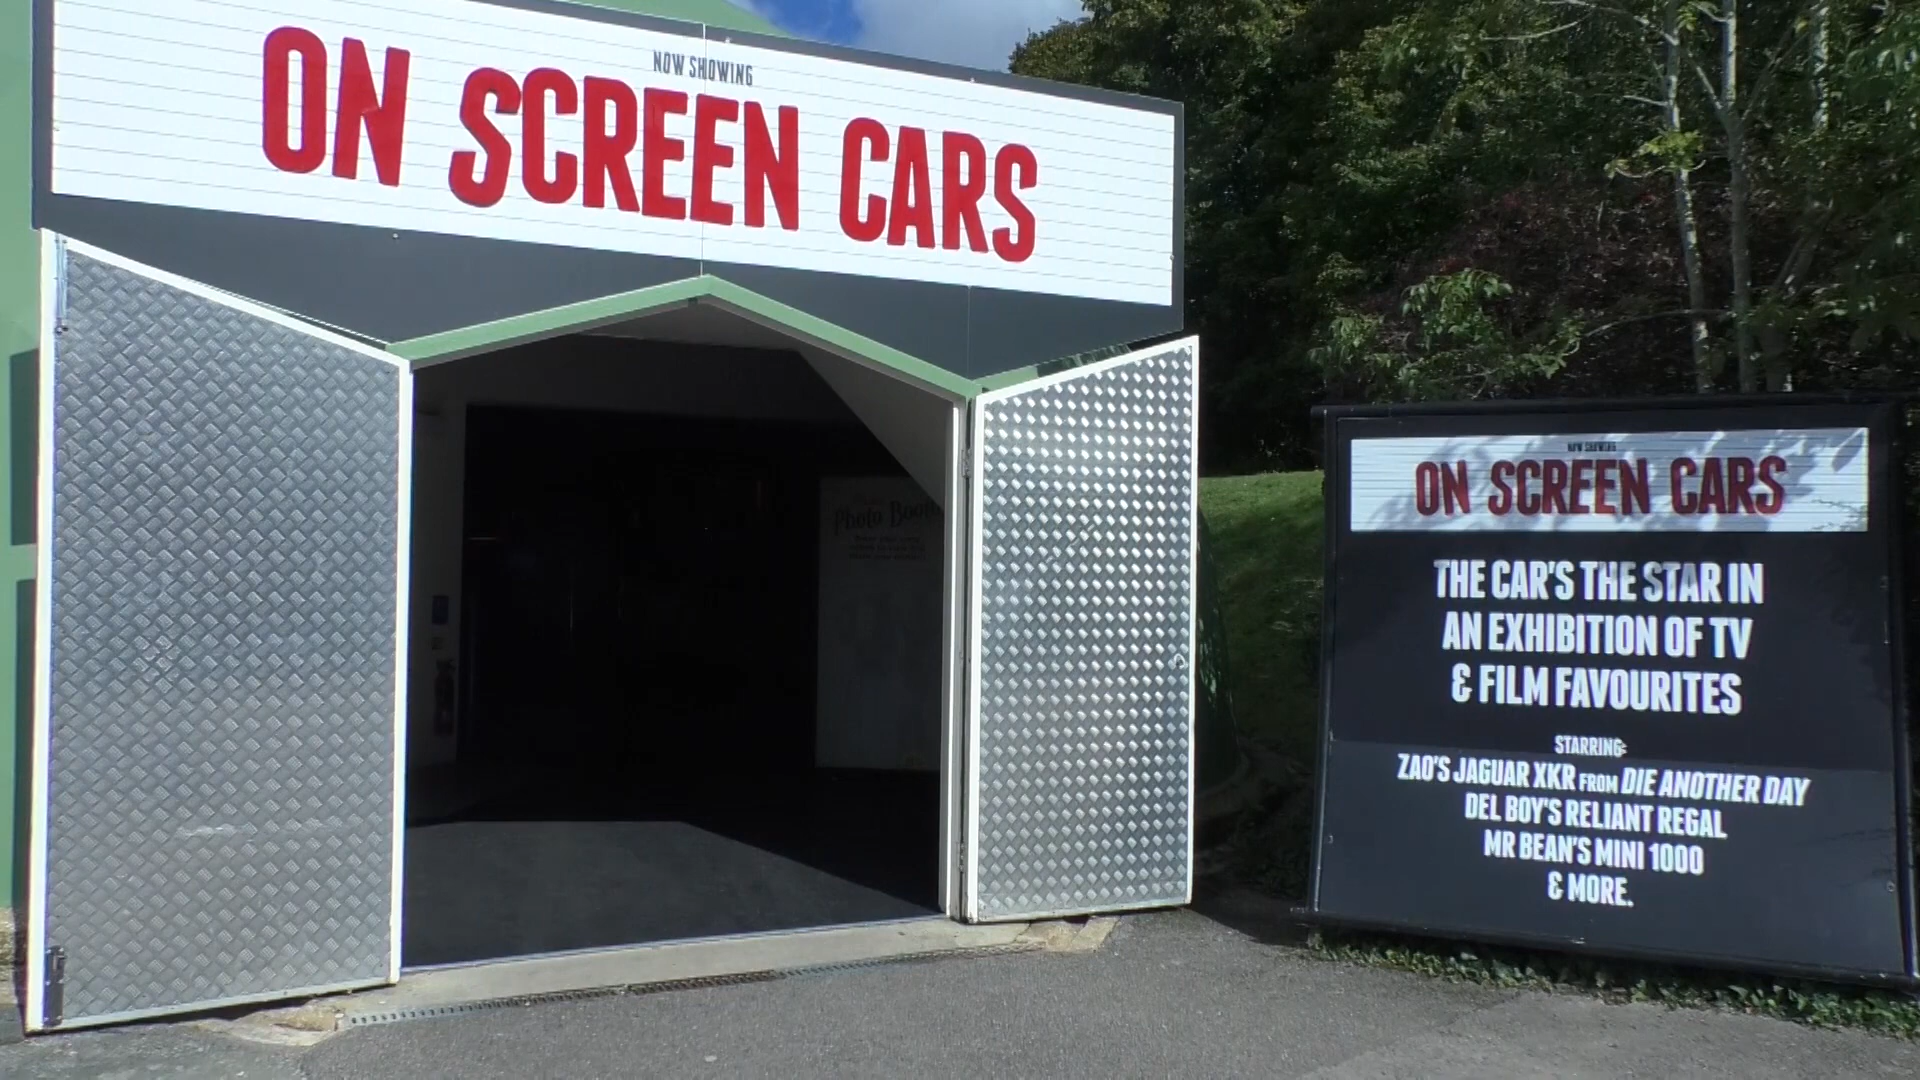 NOW SHOWING
ON SCREEN CARS
Photo Booth
NOW SHOWING
ON SCREEN CARS
THE CAR'S THE STAR IN
AN EXHIBITION OF TV
& FILM FAVOURITES
STARRING:
ZAO'S JAGUAR XKR FROM DIE ANOTHER DAY
DEL BOY'S RELIANT REGAL
MR BEAN'S MINI 1000
& MORE.